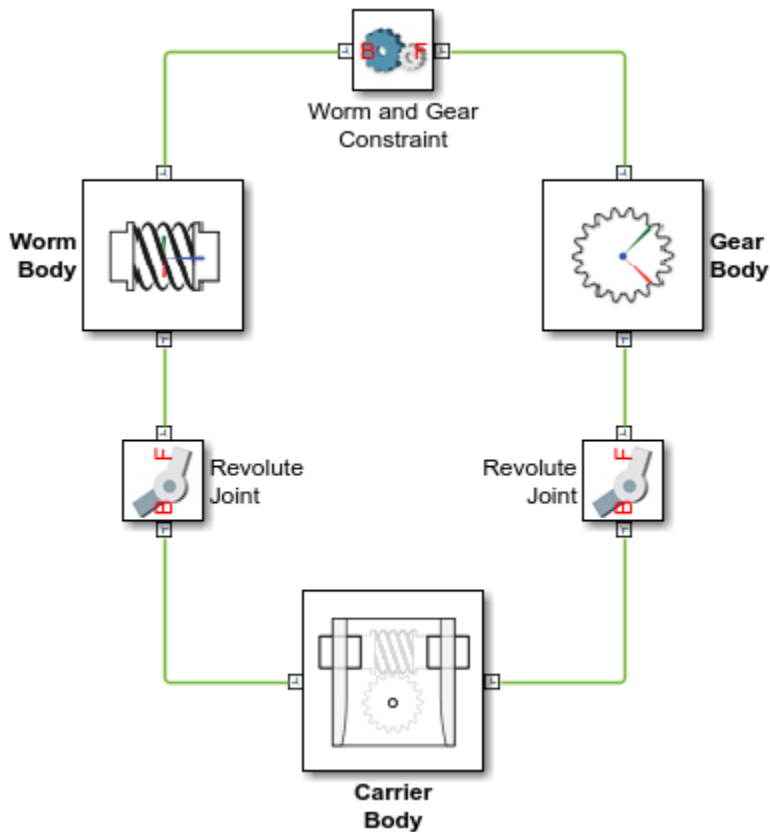 B F
Worm and Gear
Constraint
Worm
Body
Gear
Body
F
B
Revolute
Joint
Revolute
Joint
F
B
Carrier
Body